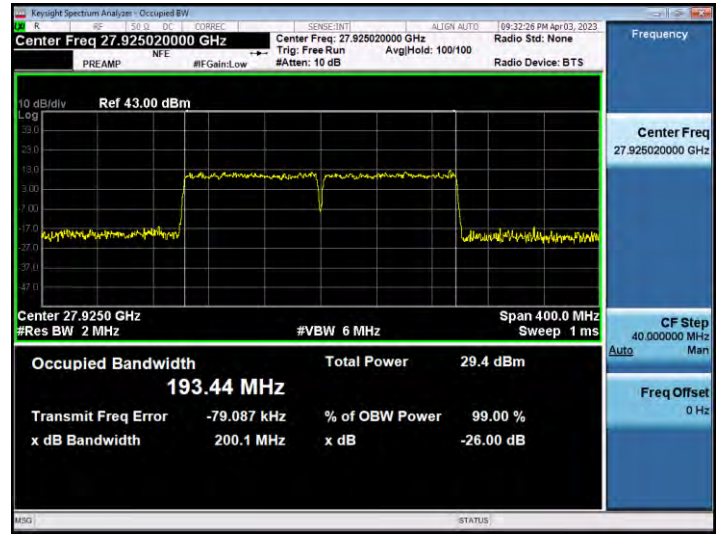 Keysight Spectrum Analyzer - Occupied BW
R RF 50 Ω DC CORREC SENSE:INT ALIGN AUTO 09:32:26 PM Apr 03, 2023
Center Freq 27.925020000 GHz
Center Freq: 27.925020000 GHz
Radio Std: None
NFE
Trig: Free Run Avg|Hold: 100/100
PREAMP #IFGain:Low #Atten: 10 dB Radio Device: BTS
Frequency
10 dB/div Ref 43.00 dBm
Log
33.0
23.0
13.0
3.00
-7.00
-17.0
-27.0
-37.0
-47.0
Center Freq
27.925020000 GHz
Center 27.9250 GHz Span 400.0 MHz
#Res BW 2 MHz #VBW 6 MHz Sweep 1 ms
CF Step
40.000000 MHz
Auto Man
Occupied Bandwidth Total Power 29.4 dBm
193.44 MHz
Transmit Freq Error -79.087 kHz % of OBW Power 99.00 %
x dB Bandwidth 200.1 MHz x dB -26.00 dB
Freq Offset
0 Hz
MSG STATUS